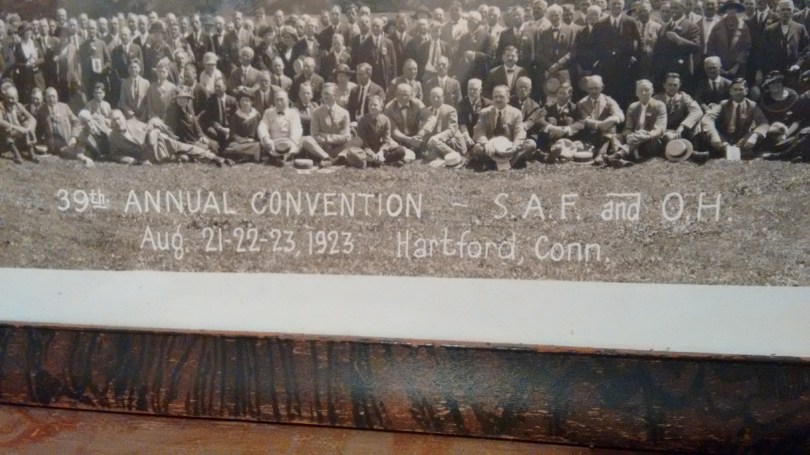 39th ANNUAL CONVENTION - S.A.F. and O.H.
Aug. 21-22-23, 1923. Hartford, Conn.